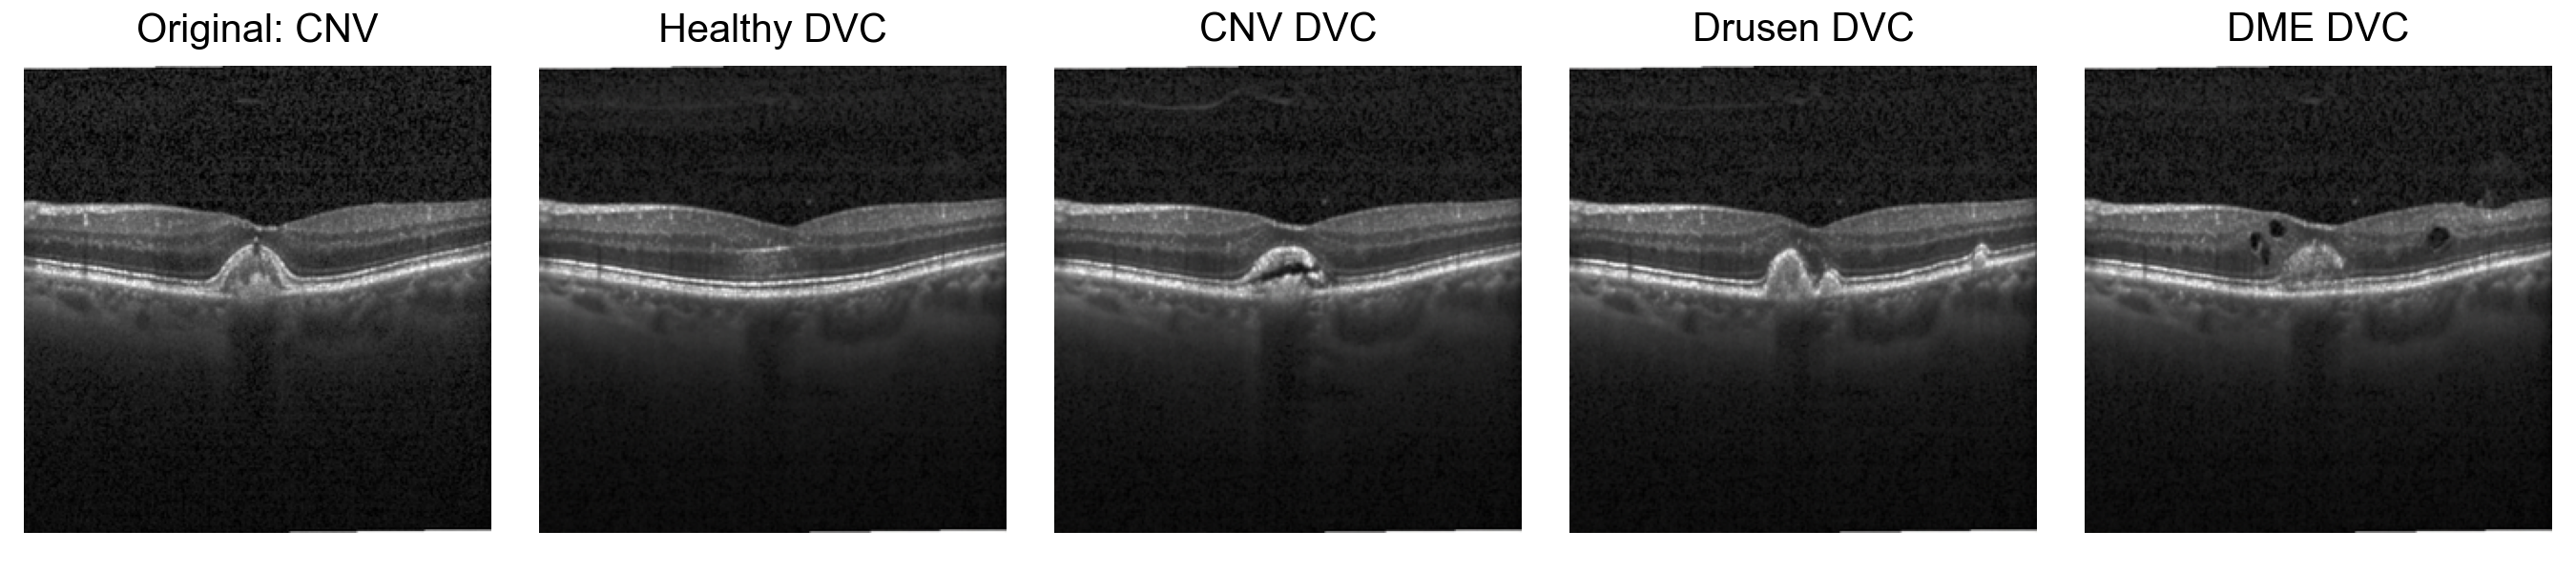 Original: CNV
Healthy DVC
CNV DVC
Drusen DVC
DME DVC